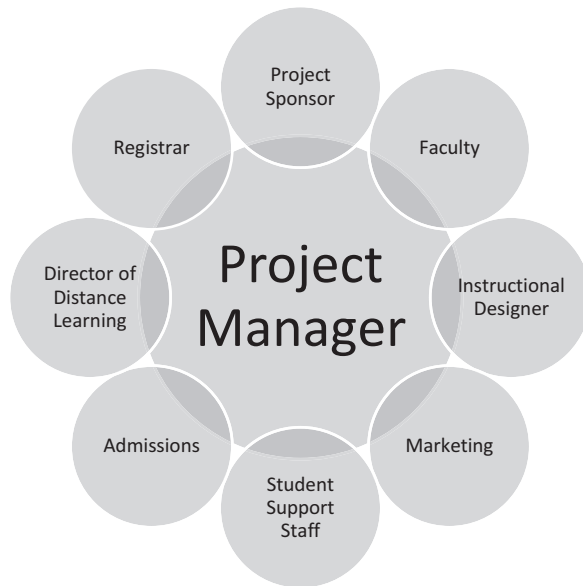 Project
Sponsor
Registrar
Faculty
Project
Manager
Director of
Distance
Learning
Instructional
Designer
Admissions
Marketing
Student
Support
Staff